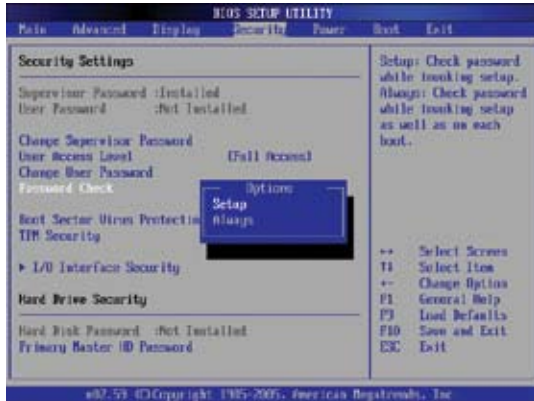 BIOS SETUP UTILITY
Main Advanced Display Security Power Boot Exit
Security Settings
Supervisor Password :Installed
User Password :Not Installed
Change Supervisor Password
User Access Level [Full Access]
Change User Password
Password Check
Boot Sector Virus Protection
TPM Security
I/O Interface Security
Hard Drive Security
Hard Disk Password :Not Installed
Primary Master HD Password
Options
Setup
Always
Setup: Check password
while invoking setup.
Always: Check password
while invoking setup
as well as on each
boot.
Select Screen
Select Item
+- Change Option
F1 General Help
F9 Load Defaults
F10 Save and Exit
ESC Exit
v02.59 (C)Copyright 1985-2005, American Megatrends, Inc